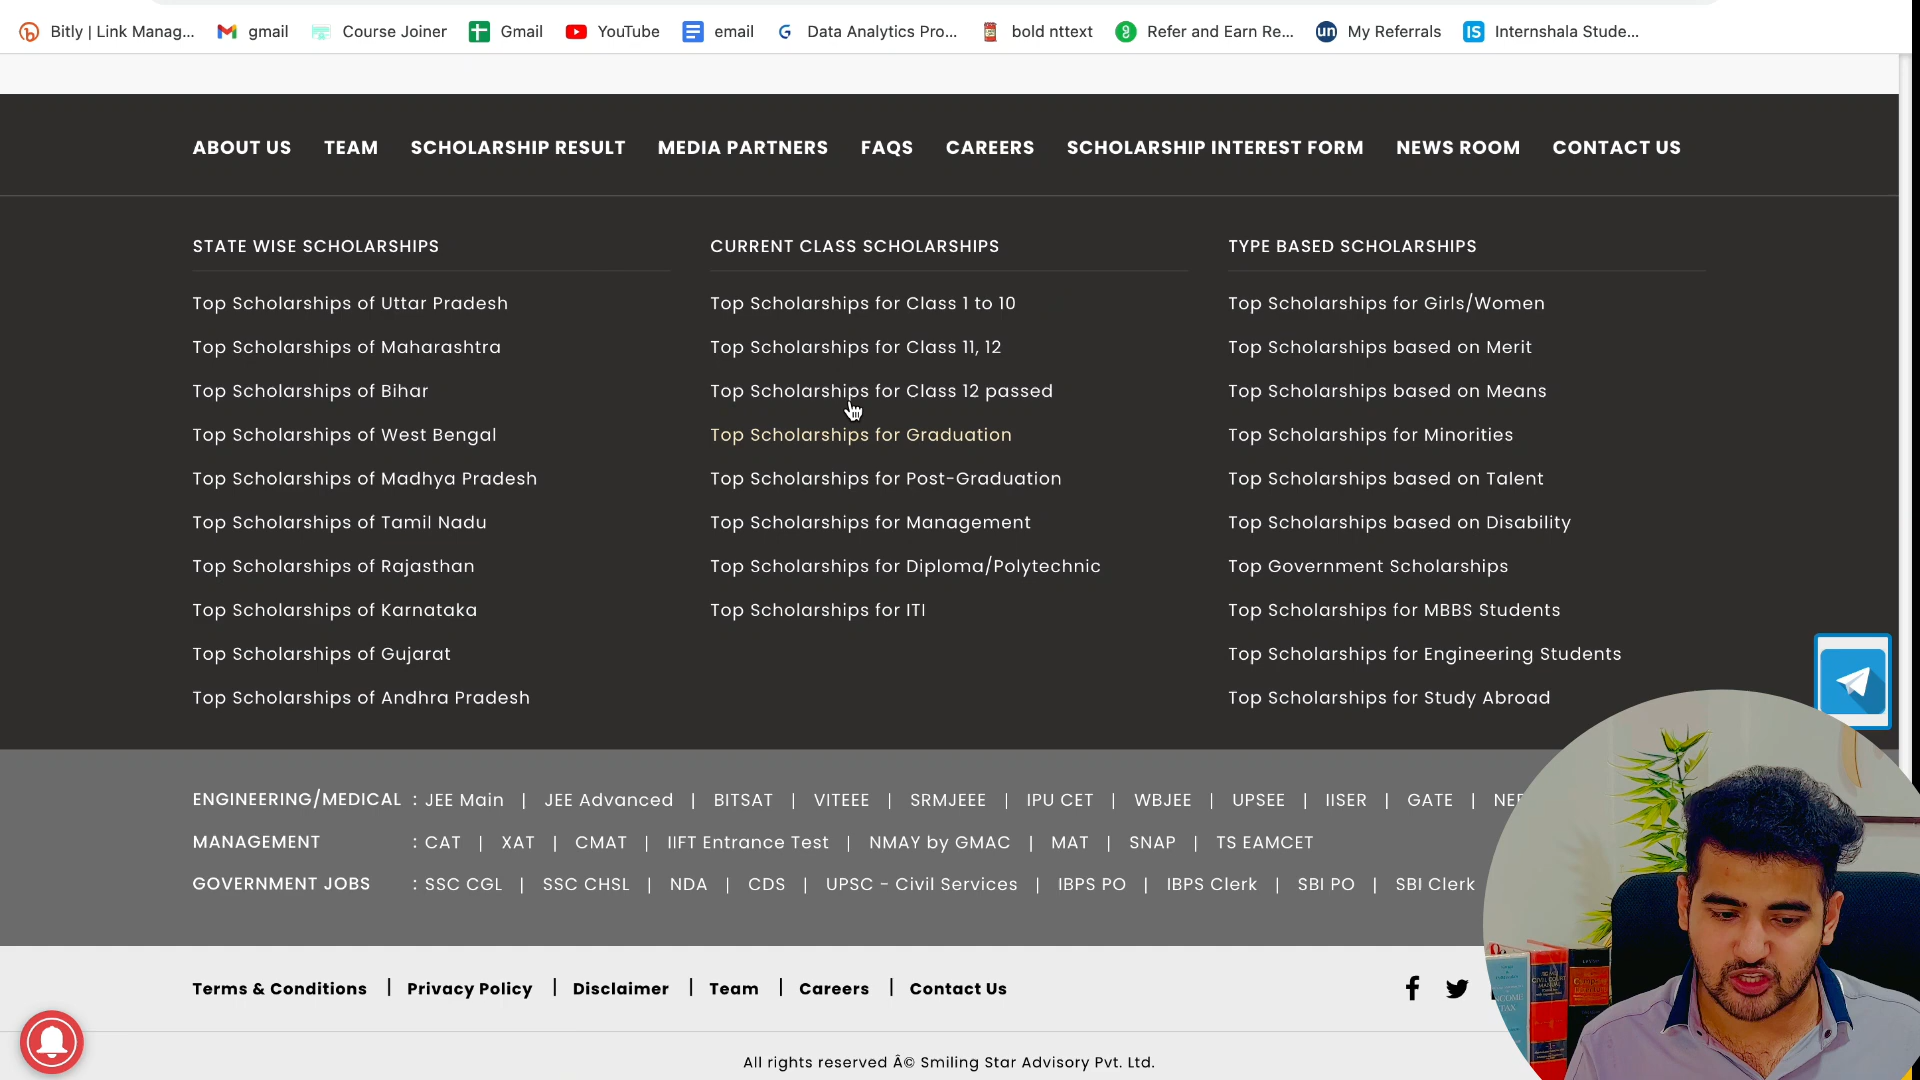 Bitly | Link Manag... gmail Course Joiner Gmail YouTube email Data Analytics Pro... bold nttext Refer and Earn Re... un My Referrals IS Internshala Stude...
ABOUT US TEAM SCHOLARSHIP RESULT MEDIA PARTNERS FAQS CAREERS SCHOLARSHIP INTEREST FORM NEWS ROOM CONTACT US
STATE WISE SCHOLARSHIPS
Top Scholarships of Uttar Pradesh
Top Scholarships of Maharashtra
Top Scholarships of Bihar
Top Scholarships of West Bengal
Top Scholarships of Madhya Pradesh
Top Scholarships of Tamil Nadu
Top Scholarships of Rajasthan
Top Scholarships of Karnataka
Top Scholarships of Gujarat
Top Scholarships of Andhra Pradesh
CURRENT CLASS SCHOLARSHIPS
Top Scholarships for Class 1 to 10
Top Scholarships for Class 11, 12
Top Scholarships for Class 12 passed
Top Scholarships for Graduation
Top Scholarships for Post-Graduation
Top Scholarships for Management
Top Scholarships for Diploma/Polytechnic
Top Scholarships for ITI
TYPE BASED SCHOLARSHIPS
Top Scholarships for Girls/Women
Top Scholarships based on Merit
Top Scholarships based on Means
Top Scholarships for Minorities
Top Scholarships based on Talent
Top Scholarships based on Disability
Top Government Scholarships
Top Scholarships for MBBS Students
Top Scholarships for Engineering Students
Top Scholarships for Study Abroad
ENGINEERING/MEDICAL : JEE Main | JEE Advanced | BITSAT | VITEEE | SRMJEEE | IPU CET | WBJEE | UPSEE | IISER | GATE |
MANAGEMENT : CAT | XAT | CMAT | IIFT Entrance Test | NMAY by GMAC | MAT | SNAP | TS EAMCET
GOVERNMENT JOBS : SSC CGL | SSC CHSL | NDA | CDS | UPSC - Civil Services | IBPS PO | IBPS Clerk | SBI PO | SBI Clerk
Terms & Conditions | Privacy Policy | Disclaimer | Team | Careers | Contact Us
All rights reserved Â© Smiling Star Advisory Pvt. Ltd.
INCOME TAX